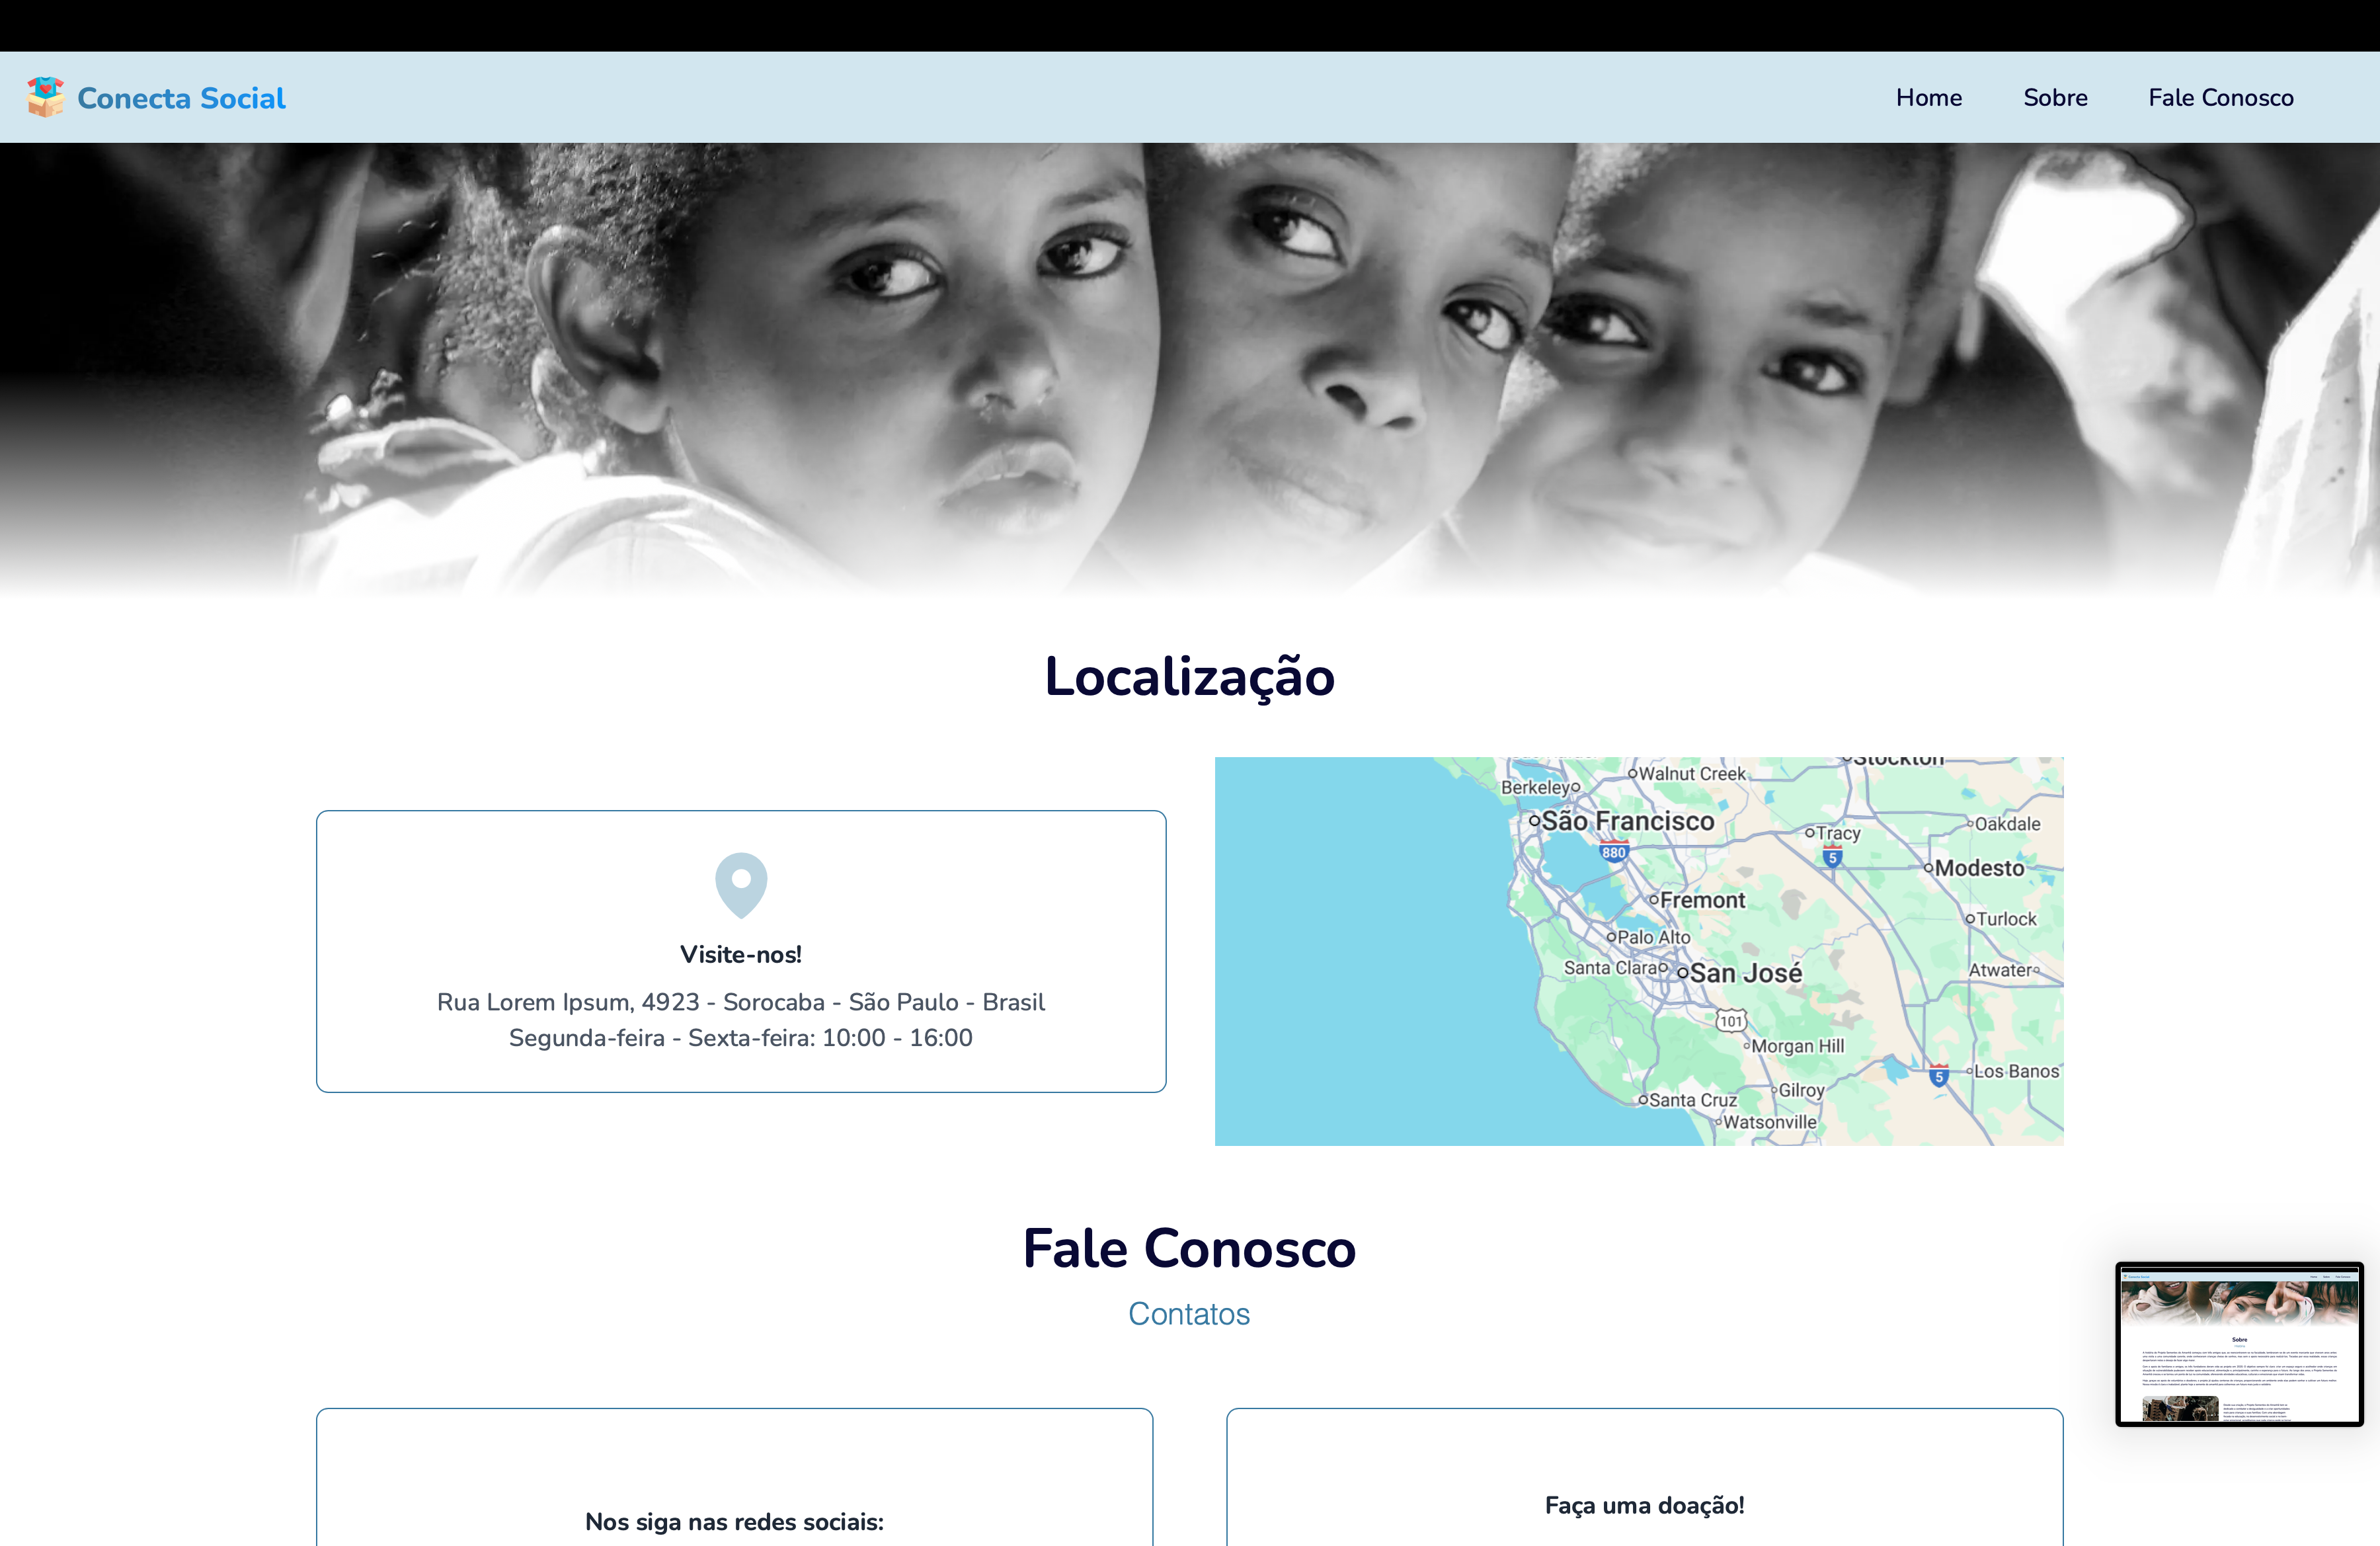 Conecta Social
Home
Sobre
Fale Conosco
Localização
Visite-nos!
Rua Lorem Ipsum, 4923 - Sorocaba - São Paulo - Brasil
Segunda-feira - Sexta-feira: 10:00 - 16:00
Walnut Creek
Stockton
Berkeley
São Francisco
Oakdale
Tracy
880
5
Modesto
Fremont
Turlock
Palo Alto
Santa Clara
San José
Atwater
101
Morgan Hill
Los Banos
5
Gilroy
Santa Cruz
Watsonville
Fale Conosco
Contatos
Sobre
Nos siga nas redes sociais:
Faça uma doação!